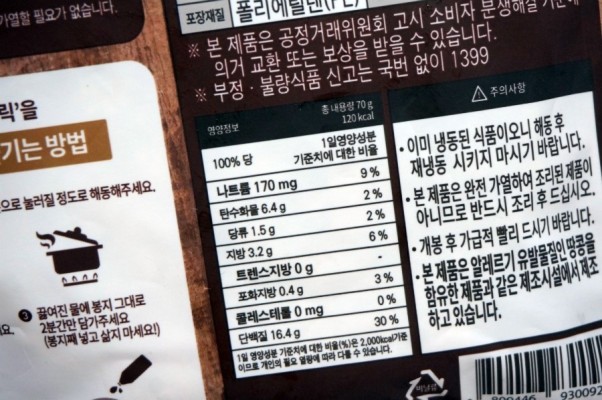 가열할 필요가 없습니다.
릭’을
기는 방법
으로 눌러질 정도로 해동해주세요.
❸ 끓여진 물에 봉지 그대로
2분간만 담가주세요
(봉지째 넣고 삶지 마세요!)
포장재질
폴리에틸렌(PE)
※ 본 제품은 공정거래위원회 고시 소비자 분쟁해결 기준에
의거 교환 또는 보상을 받을 수 있습니다.
※ 부정 · 불량식품 신고는 국번 없이 1399
영양정보
총 내용량 70 g
120 kcal
100% 당
1일영양성분
기준치에 대한 비율
나트륨 170 mg 9 %
탄수화물 6.4 g 2 %
당류 1.5 g 2 %
지방 3.2 g 6 %
트랜스지방 0 g -
포화지방 0.4 g 3 %
콜레스테롤 0 mg 0 %
단백질 16.4 g 30 %
1일 영양성분 기준치에 대한 비율(%)은 2,000kcal기준
이므로 개인의 필요 열량에 따라 다를 수 있습니다.
주의사항
• 이미 냉동된 식품이오니 해동 후
재냉동 시키지 마시기 바랍니다.
• 본 제품은 완전 가열하여 조리된 제품이
아니므로 반드시 조리 후 드십시오.
• 개봉 후 가급적 빨리 드시기 바랍니다.
• 본 제품은 알레르기 유발물질인 땅콩을
함유한 제품과 같은 제조시설에서 제조
하고 있습니다.
비닐류
930092